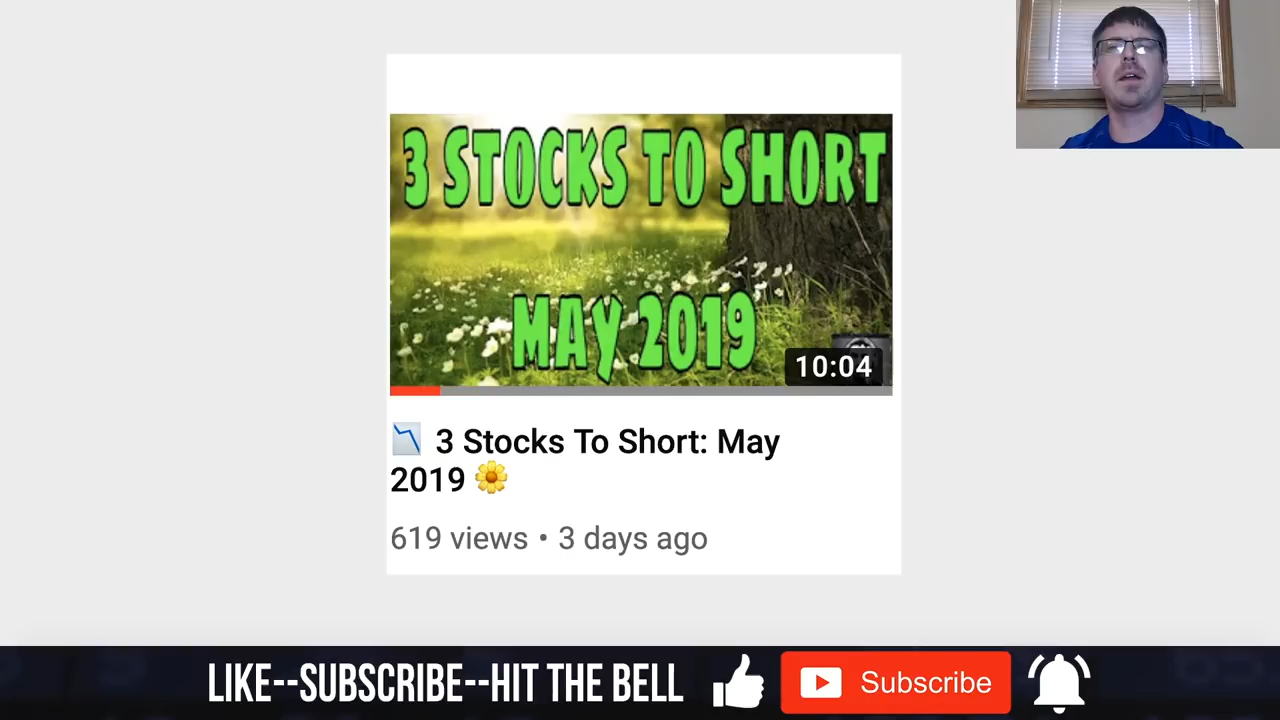 3 STOCKS TO SHORT
MAY 2019
10:04
📉 3 Stocks To Short: May
2019 🌼
619 views • 3 days ago
LIKE--SUBSCRIBE--HIT THE BELL
Subscribe